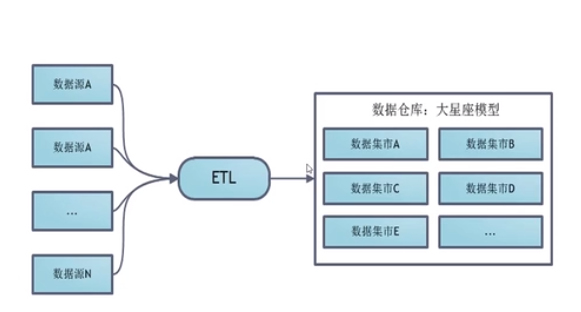 数据源A
数据源A
...
数据源N
ETL
数据仓库：大星座模型
数据集市A
数据集市B
数据集市C
数据集市D
数据集市E
...